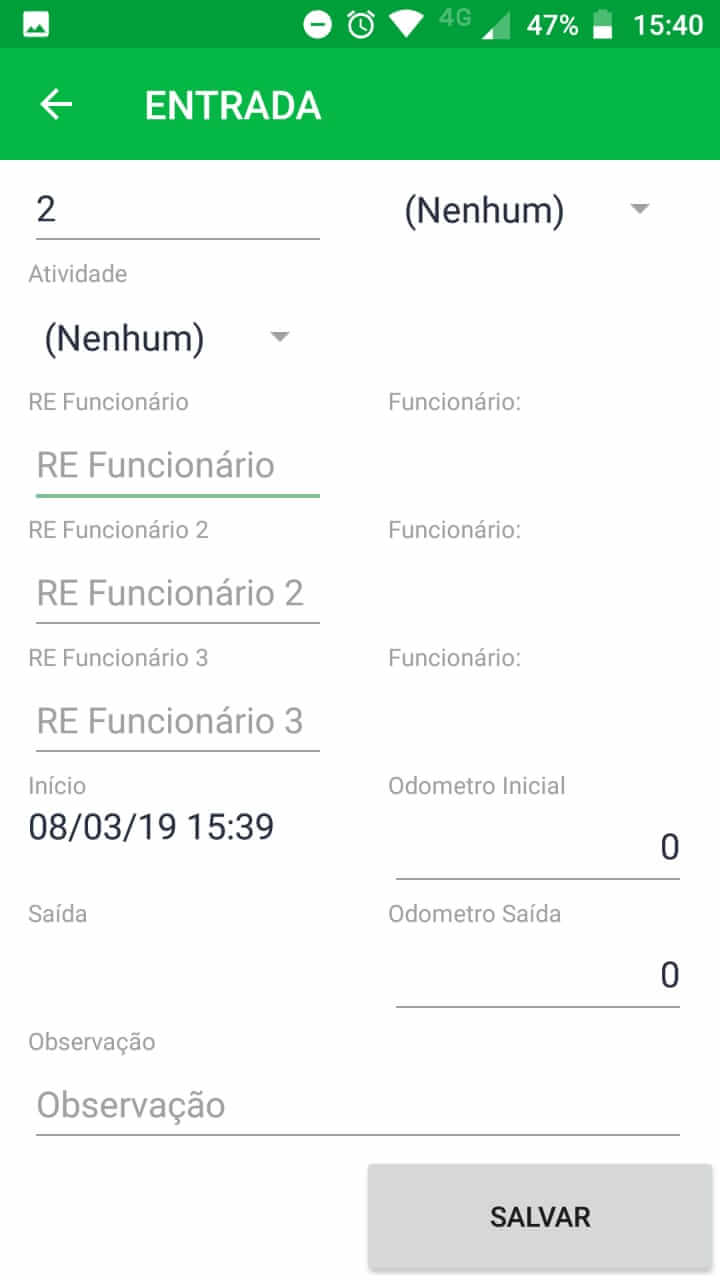 4G 47% 15:40
ENTRADA
2 (Nenhum)
Atividade
(Nenhum)
RE Funcionário Funcionário:
RE Funcionário
RE Funcionário 2 Funcionário:
RE Funcionário 2
RE Funcionário 3 Funcionário:
RE Funcionário 3
Início Odometro Inicial
08/03/19 15:39
0
Saída Odometro Saída
0
Observação
Observação
SALVAR